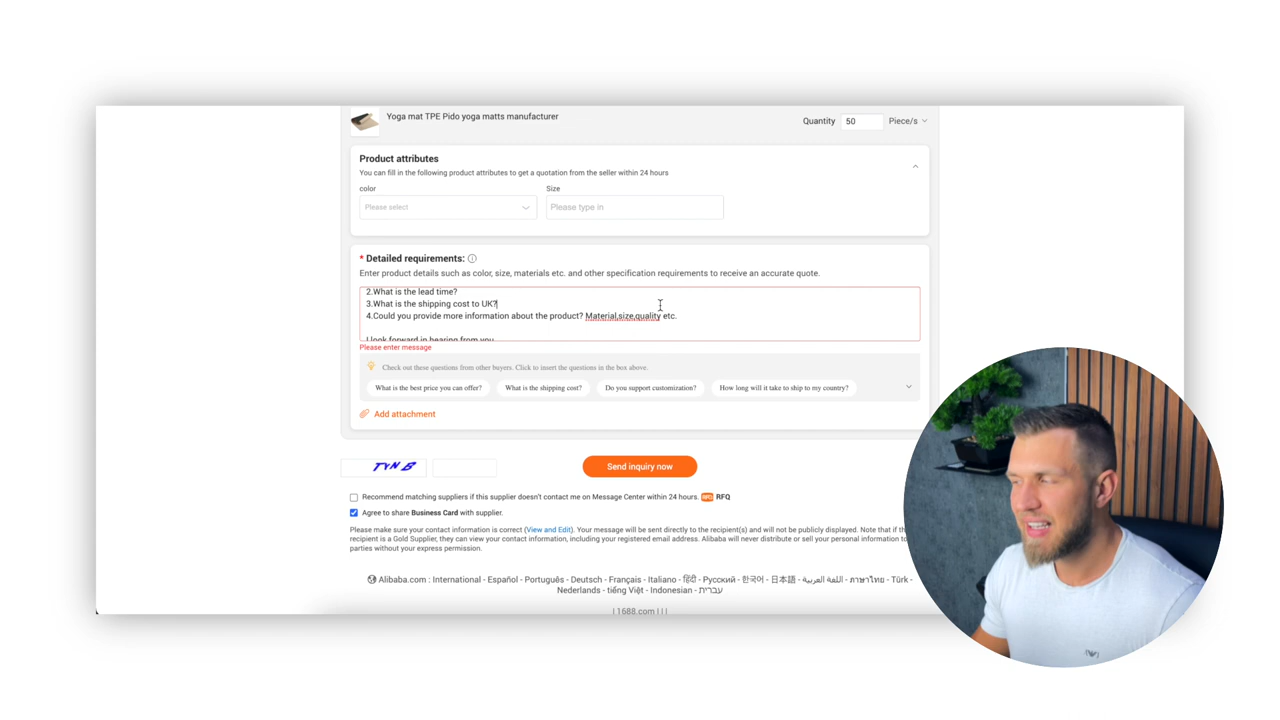 Yoga mat TPE Pido yoga matts manufacturer
Quantity 50 Piece/s
Product attributes
You can fill in the following product attributes to get a quotation from the seller within 24 hours
color Size
Please select Please type in
* Detailed requirements:
Enter product details such as color, size, materials etc. and other specification requirements to receive an accurate quote.
2.What is the lead time?
3.What is the shipping cost to UK?
4.Could you provide more information about the product? Material,size,quality etc.
I look forward in hearing from you
Please enter message
Check out these questions from other buyers. Click to insert the questions in the box above.
What is the best price you can offer? What is the shipping cost? Do you support customization? How long will it take to ship to my country?
Add attachment
TYNB Send inquiry now
Recommend matching suppliers if this supplier doesn't contact me on Message Center within 24 hours. RFQ RFQ
Agree to share Business Card with supplier.
Please make sure your contact information is correct (View and Edit). Your message will be sent directly to the recipient(s) and will not be publicly displayed. Note that if the
recipient is a Gold Supplier, they can view your contact information, including your registered email address. Alibaba will never distribute or sell your personal information to
parties without your express permission.
Alibaba.com : International - Español - Português - Deutsch - Français - Italiano - हिंदी - Русский - 한국어 - 日本語 - اللغة العربية - ภาษาไทย - Türk -
Nederlands - tiếng Việt - Indonesian - עברית
| 1688.com | | |